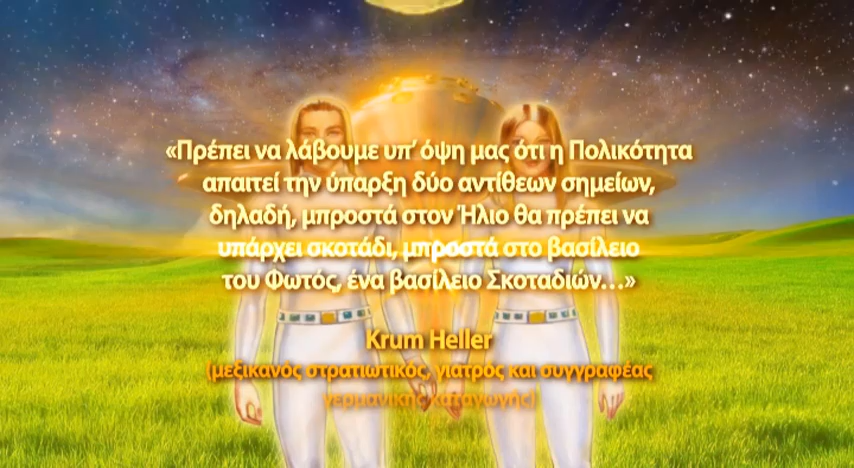 «Πρέπει να λάβουμε υπ’ όψη μας ότι η Πολικότητα
απαιτεί την ύπαρξη δύο αντίθεων σημείων,
δηλαδή, μπροστά στον Ήλιο θα πρέπει να
υπάρχει σκοτάδι, μπροστά στο βασίλειο
του Φωτός, ένα βασίλειο Σκοταδιών…»
Krum Heller
(μεξικανός στρατιωτικός, γιατρός και συγγραφέας
γερμανικής καταγωγής)